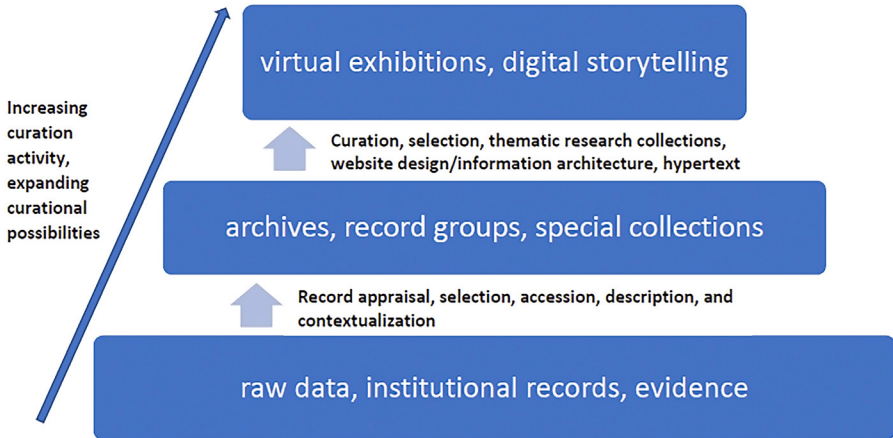 virtual exhibitions, digital storytelling
Increasing
curation
activity,
expanding
curational
possibilities
Curation, selection, thematic research collections,
website design/information architecture, hypertext
archives, record groups, special collections
Record appraisal, selection, accession, description, and
contextualization
raw data, institutional records, evidence